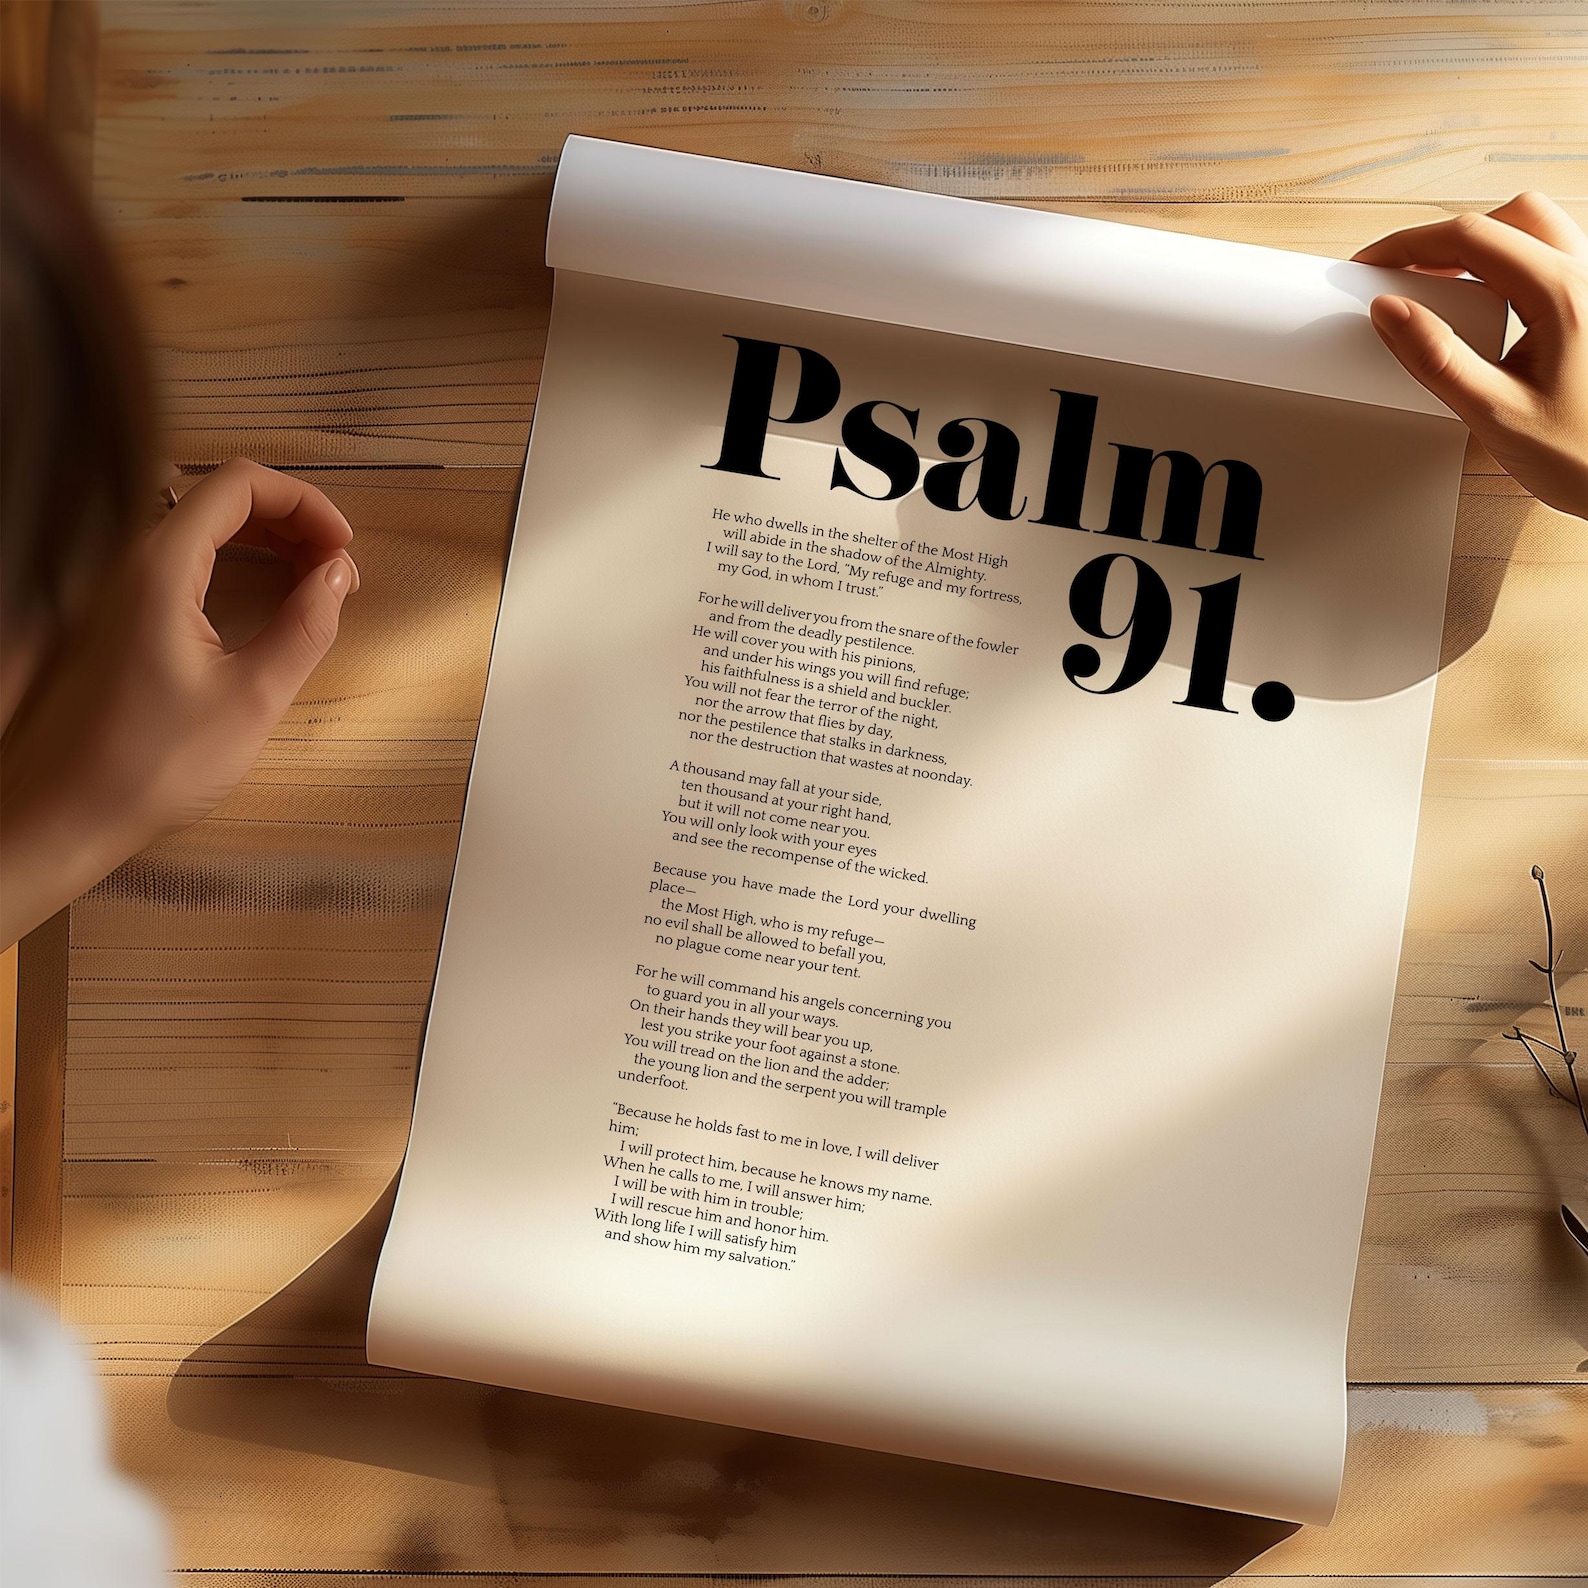 Psalm
91.
He who dwells in the shelter of the Most High
will abide in the shadow of the Almighty.
I will say to the Lord, “My refuge and my fortress,
my God, in whom I trust.”
For he will deliver you from the snare of the fowler
and from the deadly pestilence.
He will cover you with his pinions,
and under his wings you will find refuge;
his faithfulness is a shield and buckler.
You will not fear the terror of the night,
nor the arrow that flies by day,
nor the pestilence that stalks in darkness,
nor the destruction that wastes at noonday.
A thousand may fall at your side,
ten thousand at your right hand,
but it will not come near you.
You will only look with your eyes
and see the recompense of the wicked.
Because you have made the Lord your dwelling
place—
the Most High, who is my refuge—
no evil shall be allowed to befall you,
no plague come near your tent.
For he will command his angels concerning you
to guard you in all your ways.
On their hands they will bear you up,
lest you strike your foot against a stone.
You will tread on the lion and the adder;
the young lion and the serpent you will trample
underfoot.
“Because he holds fast to me in love, I will deliver
him;
I will protect him, because he knows my name.
When he calls to me, I will answer him;
I will be with him in trouble;
I will rescue him and honor him.
With long life I will satisfy him
and show him my salvation.”